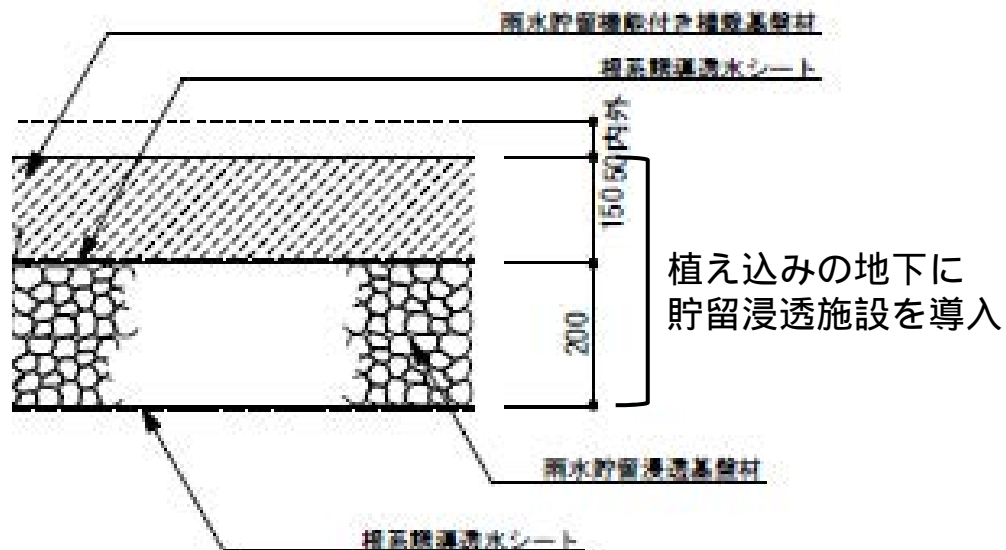 雨水貯留機能付き植栽基盤材
根系誘導透水シート
50内外
150
200
植え込みの地下に
貯留浸透施設を導入
雨水貯留浸透基盤材
根系誘導透水シート